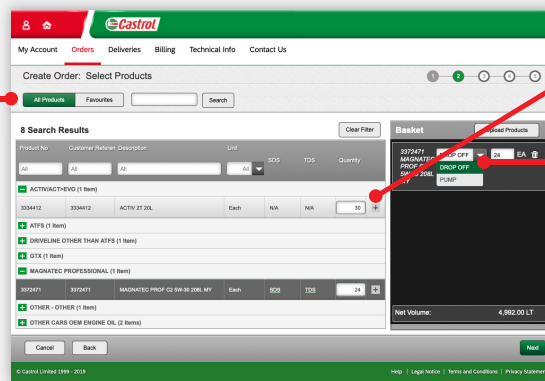 Castrol
My Account Orders Deliveries Billing Technical Info Contact Us
Create Order: Select Products
1 2 3 4 5
All Products Favourites Search
8 Search Results Clear Filter
Product No Customer Referen Description Unit SDS TDS Quantity
All All All All
ACTIV/ACT>EVO (1 Item)
3334412 3334412 ACTIV 2T 20L Each N/A N/A 30
ATFS (1 Item)
DRIVELINE OTHER THAN ATFS (1 Item)
GTX (1 Item)
MAGNATEC PROFESSIONAL (1 Item)
3372471 3372471 MAGNATEC PROF C2 5W-30 208L MY Each SDS TDS 24
OTHER - OTHER (1 Item)
OTHER CARS OEM ENGINE OIL (2 Items)
Basket Upload Products
3372471
MAGNATEC DROP OFF 24 EA
PROF C2 DROP OFF
208L PUMP
Net Volume: 4,992.00 LT
Cancel Back Next
© Castrol Limited 1999 - 2019 Help | Legal Notice | Terms and Conditions | Privacy Statement